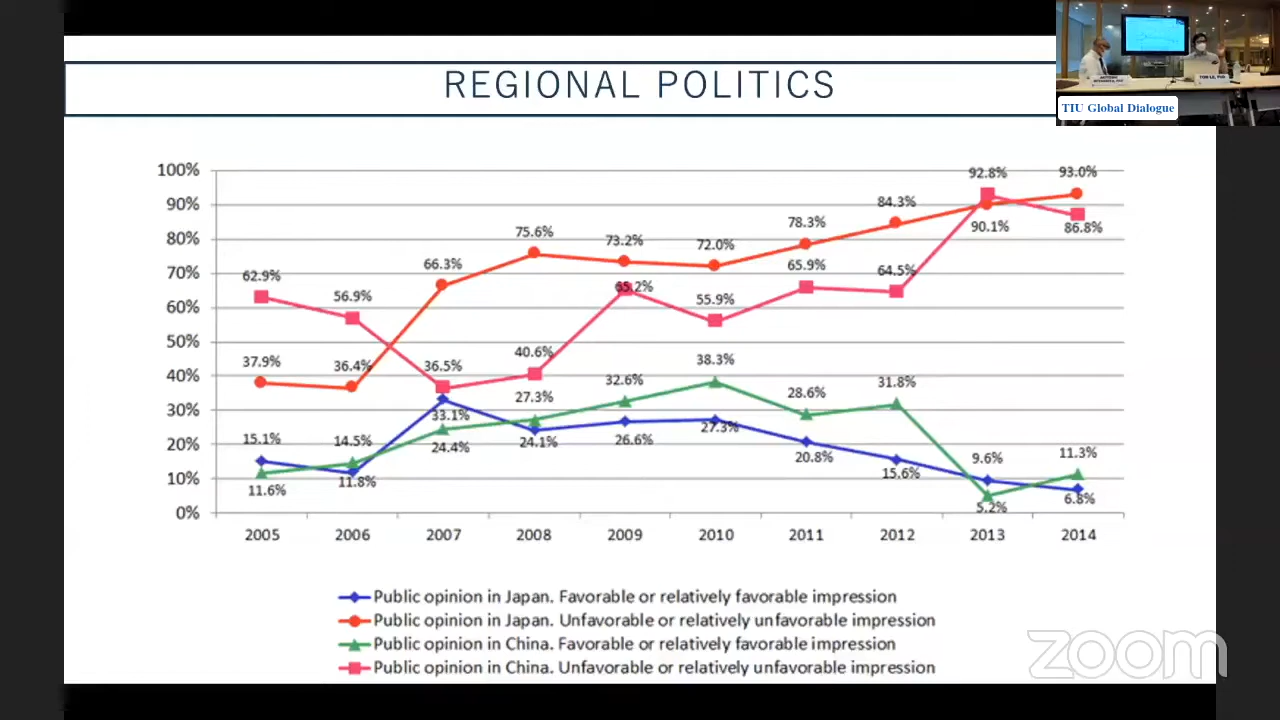 REGIONAL POLITICS
TIU Global Dialogue
TOM LE, PhD
100%
90%
80%
70%
60%
50%
40%
30%
20%
10%
0%
62.9% 56.9% 36.5% 40.6% 65.2% 55.9% 65.9% 64.5% 92.8% 86.8%
37.9% 36.4% 66.3% 75.6% 73.2% 72.0% 78.3% 84.3% 90.1% 93.0%
15.1% 11.8% 33.1% 24.1% 26.6% 27.3% 20.8% 15.6% 9.6% 6.8%
11.6% 14.5% 24.4% 27.3% 32.6% 38.3% 28.6% 31.8% 5.2% 11.3%
2005 2006 2007 2008 2009 2010 2011 2012 2013 2014
Public opinion in Japan. Favorable or relatively favorable impression
Public opinion in Japan. Unfavorable or relatively unfavorable impression
Public opinion in China. Favorable or relatively favorable impression
Public opinion in China. Unfavorable or relatively unfavorable impression
zoom